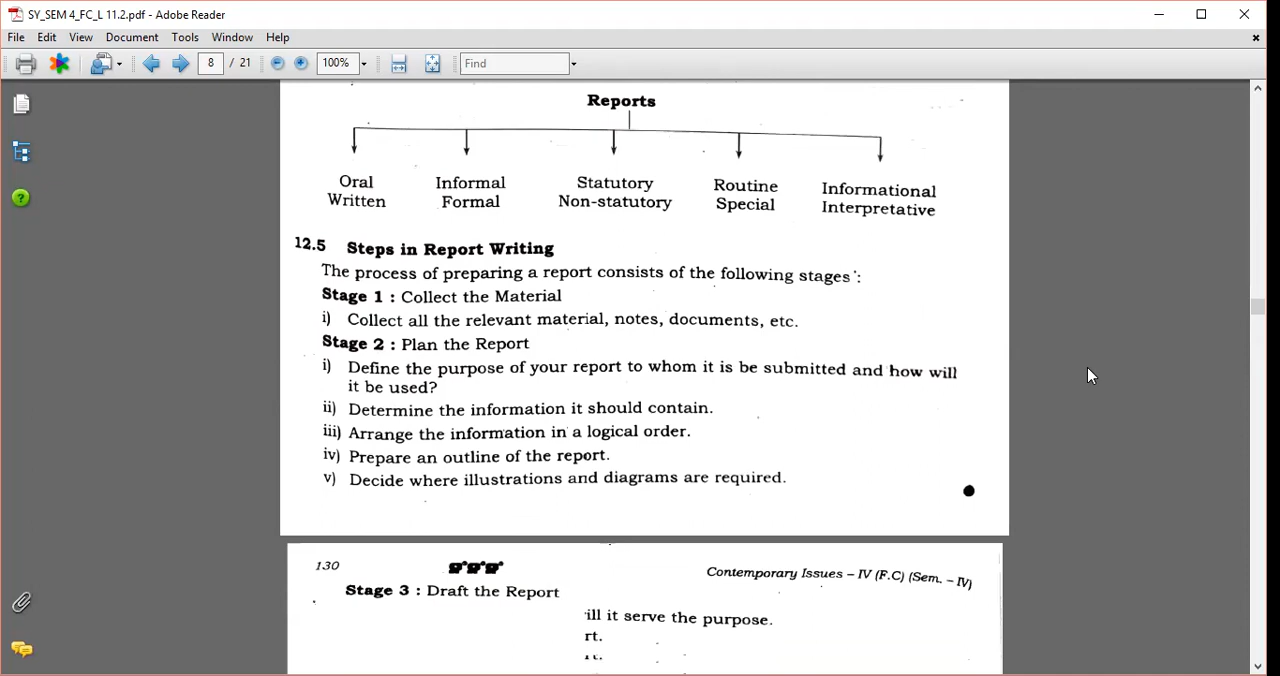 SY_SEM 4_FC_L 11.2.pdf - Adobe Reader
File Edit View Document Tools Window Help
8 / 21 100% Find
Reports
Oral Informal Statutory Routine Informational
Written Formal Non-statutory Special Interpretative
12.5 Steps in Report Writing
The process of preparing a report consists of the following stages :
Stage 1 : Collect the Material
i) Collect all the relevant material, notes, documents, etc.
Stage 2 : Plan the Report
i) Define the purpose of your report to whom it is be submitted and how will
it be used?
ii) Determine the information it should contain.
iii) Arrange the information in a logical order.
iv) Prepare an outline of the report.
v) Decide where illustrations and diagrams are required.
130 Contemporary Issues – IV (F.C) (Sem. – IV)
Stage 3 : Draft the Report
ill it serve the purpose.
rt.